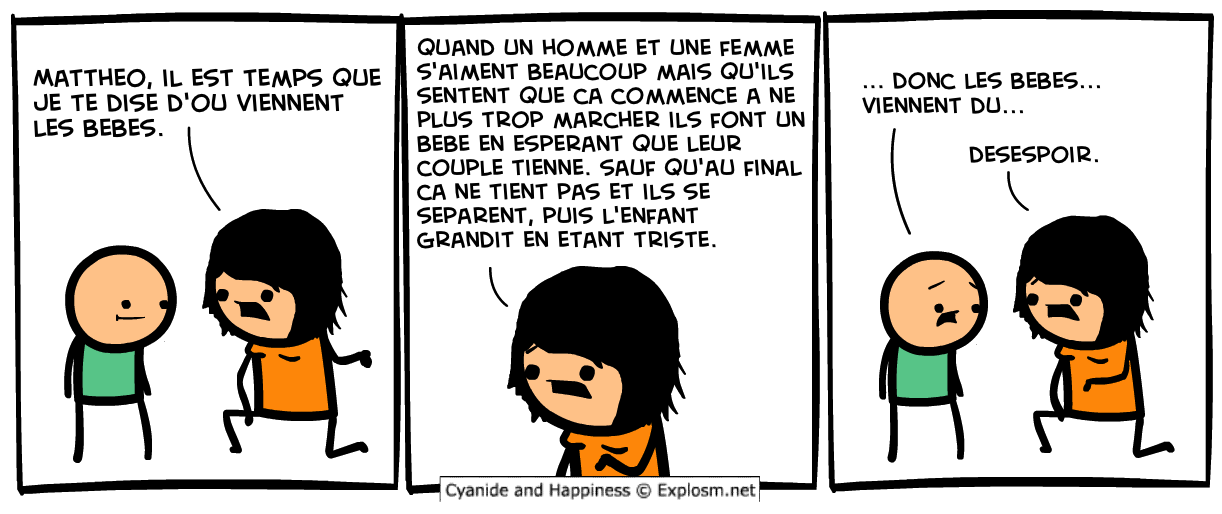 MATTHEO, IL EST TEMPS QUE
JE TE DISE D'OU VIENNENT
LES BEBES.
QUAND UN HOMME ET UNE FEMME
S'AIMENT BEAUCOUP MAIS QU'ILS
SENTENT QUE CA COMMENCE A NE
PLUS TROP MARCHER ILS FONT UN
BEBE EN ESPERANT QUE LEUR
COUPLE TIENNE. SAUF QU'AU FINAL
CA NE TIENT PAS ET ILS SE
SEPARENT, PUIS L'ENFANT
GRANDIT EN ETANT TRISTE.
... DONC LES BEBES...
VIENNENT DU...
DESESPOIR.
Cyanide and Happiness © Explosm.net